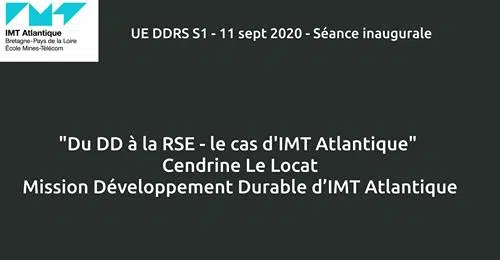 IMT Atlantique
Bretagne-Pays de la Loire
École Mines-Télécom
UE DDRS S1 - 11 sept 2020 - Séance inaugurale
"Du DD à la RSE - le cas d'IMT Atlantique"
Cendrine Le Locat
Mission Développement Durable d’IMT Atlantique